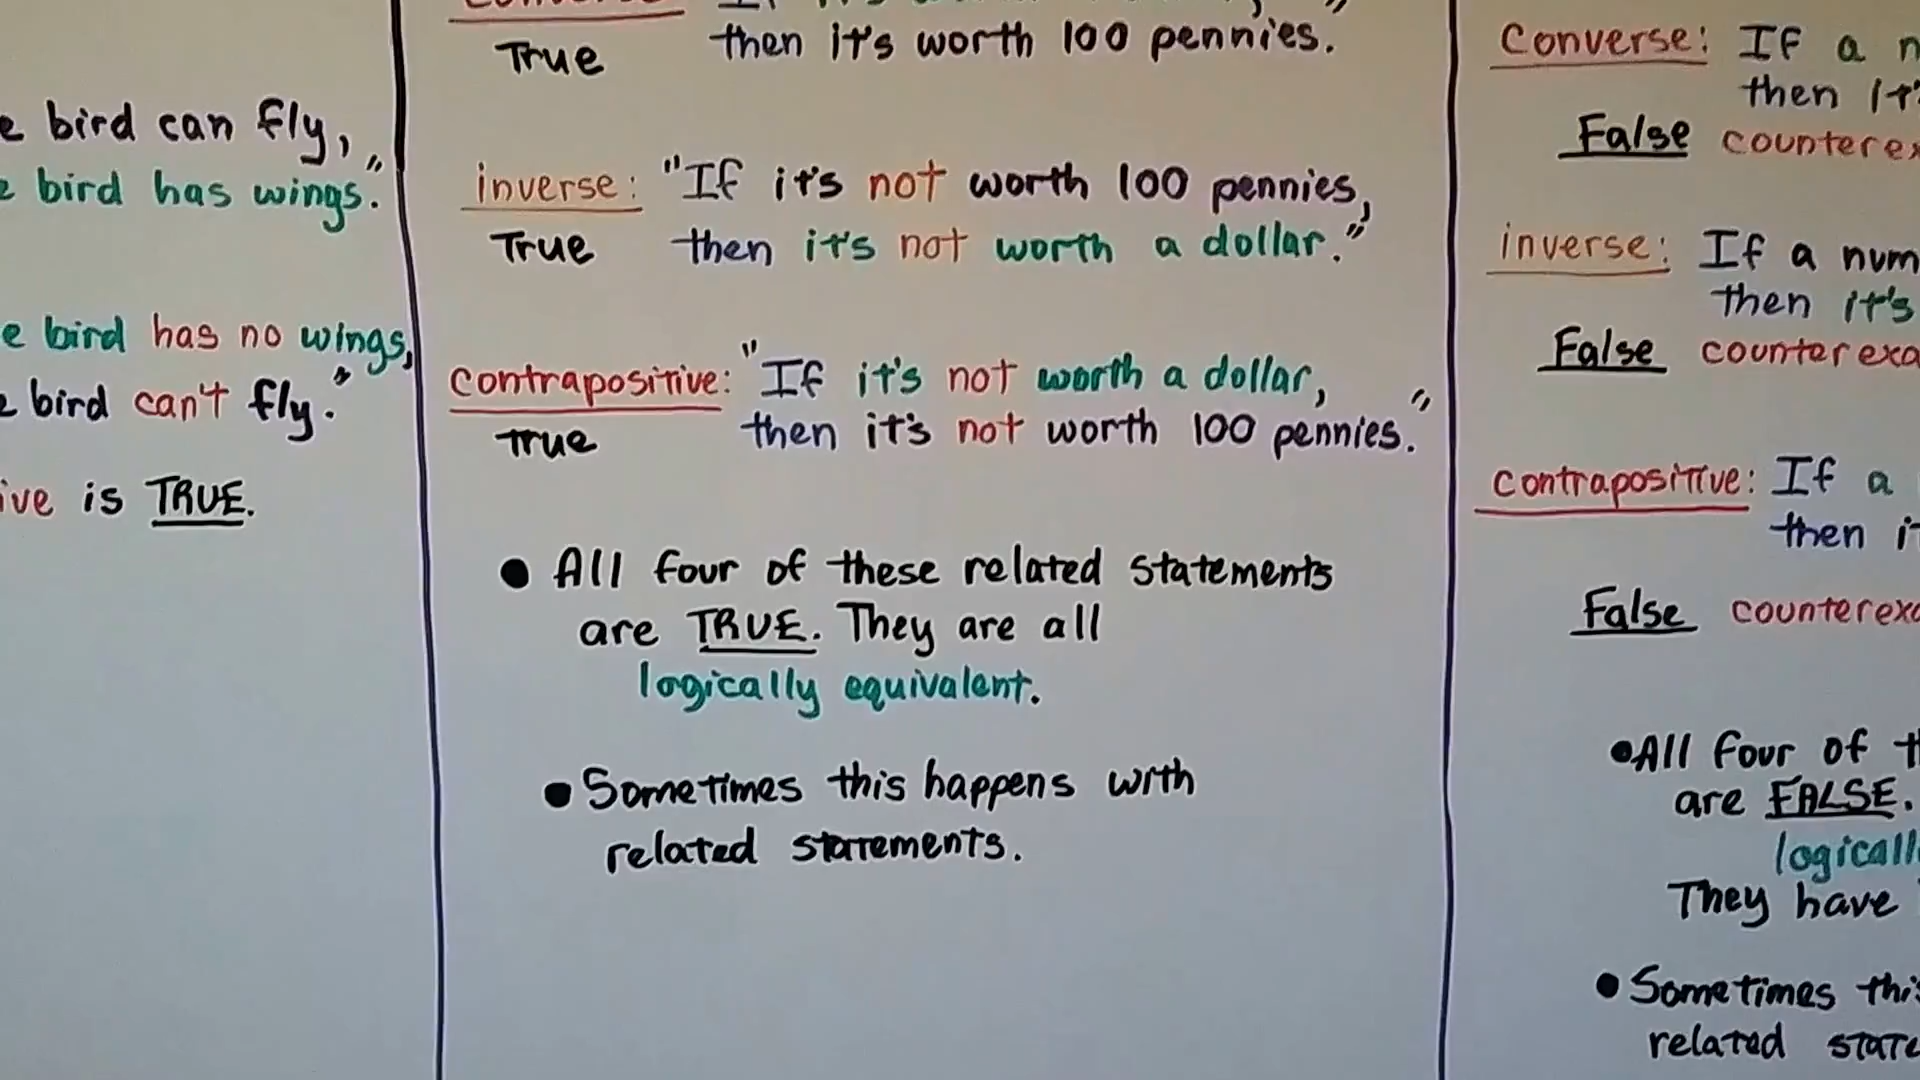 bird can fly,
bird has wings."
bird has no wings,
bird can't fly."
is TRUE.
then it's worth 100 pennies."
True
inverse: "If it's not worth 100 pennies,
True then it's not worth a dollar."
contrapositive: "If it's not worth a dollar,
true then it's not worth 100 pennies."
• All four of these related statements
are TRUE. They are all
logically equivalent.
• Sometimes this happens with
related statements.
Converse: If a
then it's
False
inverse: If a
then it's
False
contrapositive: If a
then
False
• All four of
are FALSE.
They have
• Sometimes
related